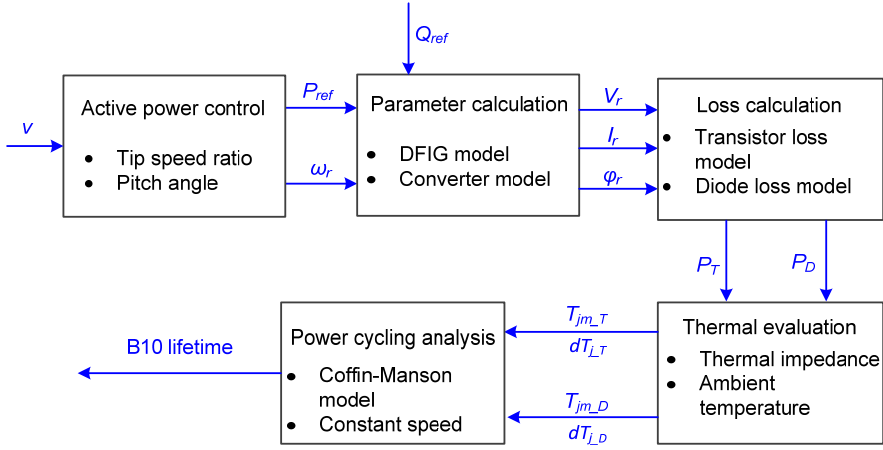 Q_ref
Active power control
P_ref
Parameter calculation
V_r
Loss calculation
v
• Tip speed ratio
• Pitch angle
ω_r
• DFIG model
• Converter model
I_r
φ_r
• Transistor loss
model
• Diode loss model
P_T
P_D
B10 lifetime
Power cycling analysis
• Coffin-Manson
model
• Constant speed
T_jm_T
dT_j_T
T_jm_D
dT_j_D
Thermal evaluation
• Thermal impedance
• Ambient
temperature